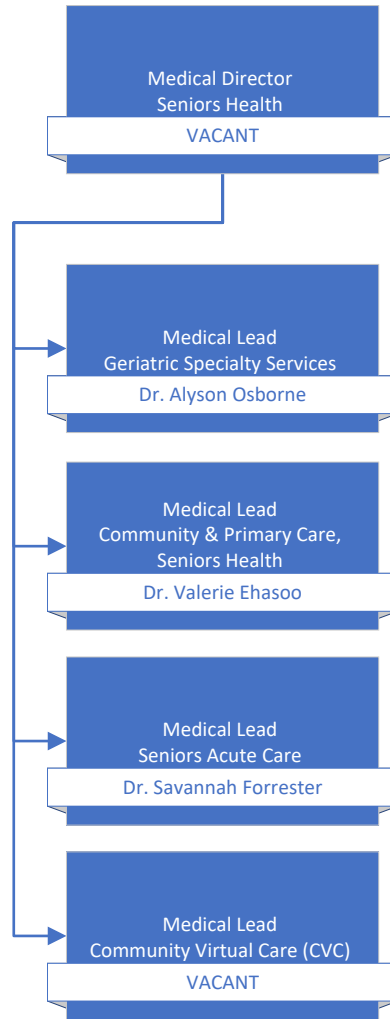 Medical Director
Seniors Health
VACANT
Medical Lead
Geriatric Specialty Services
Dr. Alyson Osborne
Medical Lead
Community & Primary Care,
Seniors Health
Dr. Valerie Ehasoo
Medical Lead
Seniors Acute Care
Dr. Savannah Forrester
Medical Lead
Community Virtual Care (CVC)
VACANT